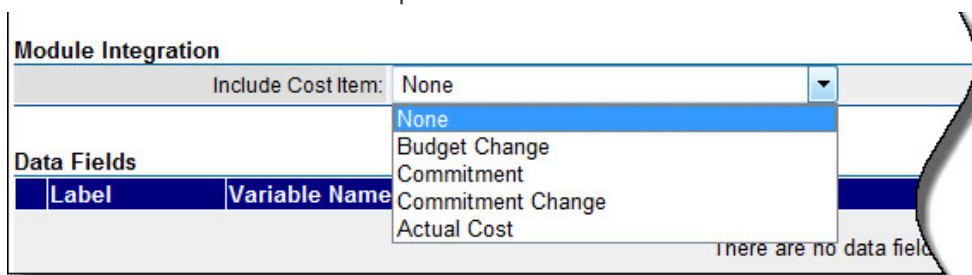 Module Integration
Include Cost Item: None
None
Budget Change
Data Fields
Commitment
Label Variable Name
Commitment Change
Actual Cost
There are no data field